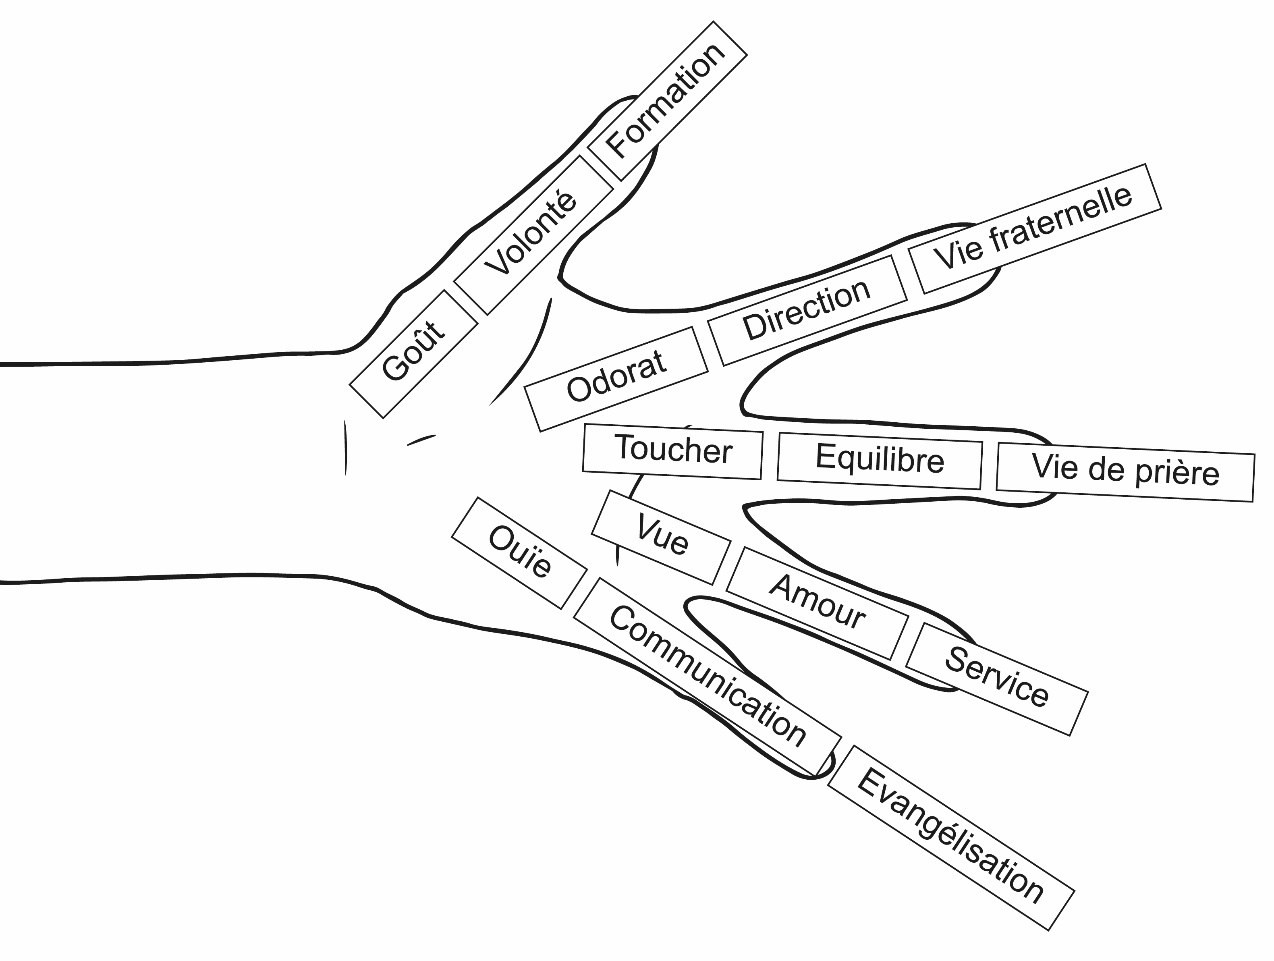 Goût
Volonté
Formation
Odorat
Direction
Vie fraternelle
Toucher
Equilibre
Vie de prière
Vue
Amour
Service
Ouïe
Communication
Evangélisation